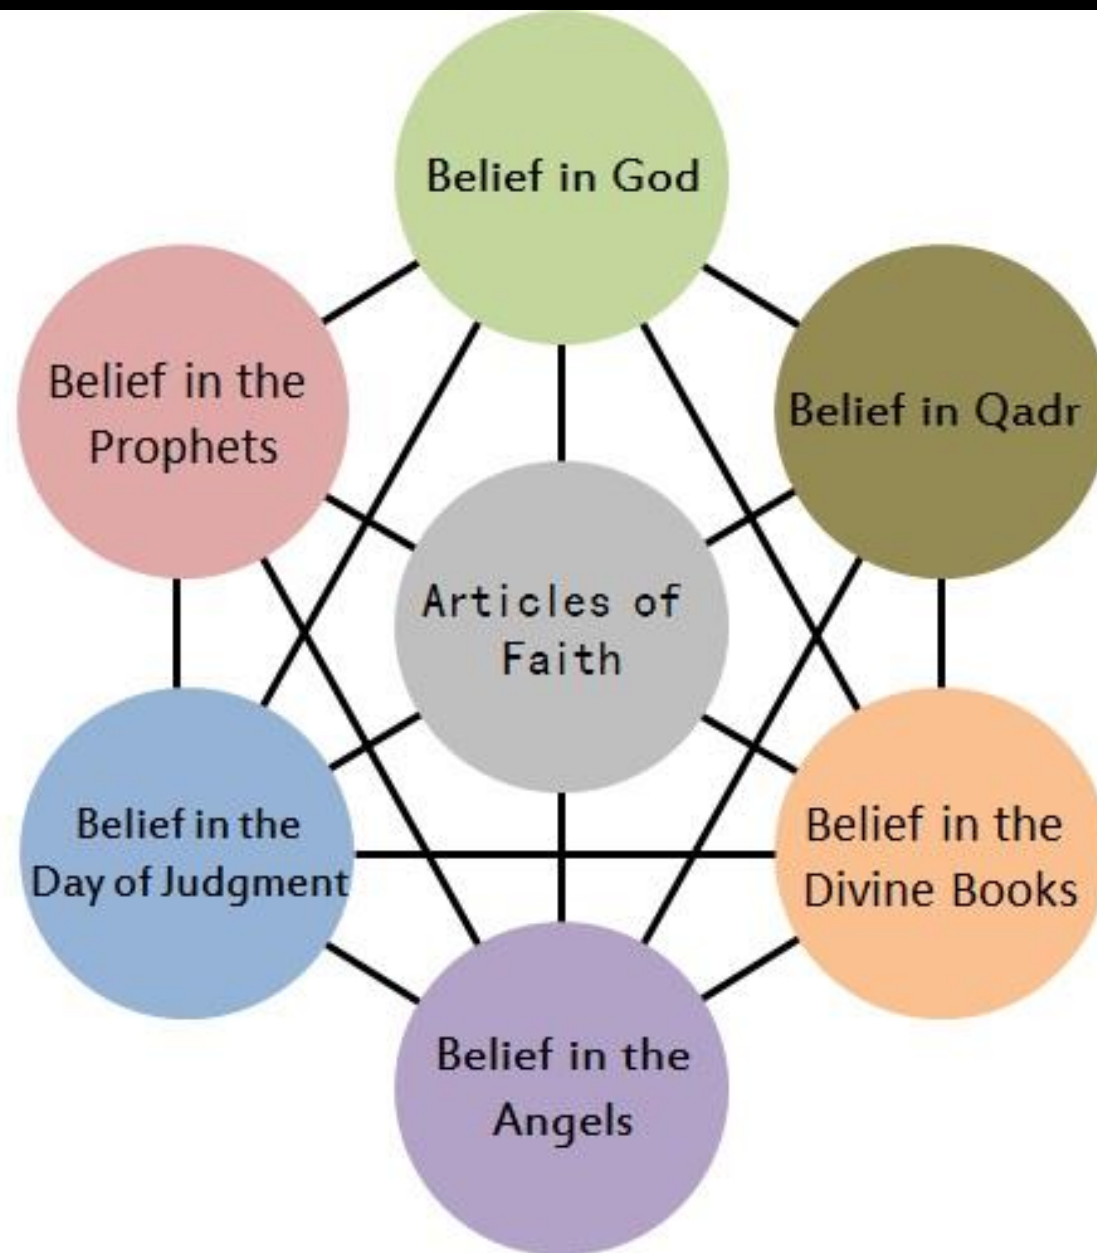 Belief in God
Belief in the
Prophets
Belief in Qadr
Articles of
Faith
Belief in the
Day of Judgment
Belief in the
Divine Books
Belief in the
Angels